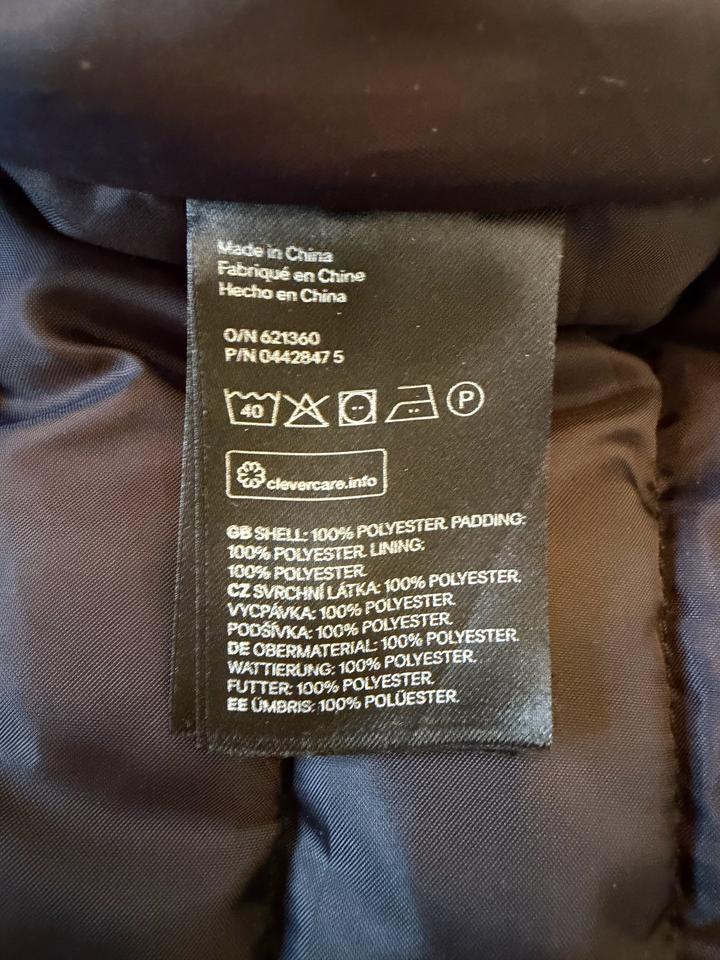 Made in China
Fabriqué en Chine
Hecho en China
O/N 621360
P/N 0442847 5
40 P
clevercare.info
GB SHELL: 100% POLYESTER. PADDING:
100% POLYESTER. LINING:
100% POLYESTER.
CZ SVRCHNÍ LÁTKA: 100% POLYESTER.
VYCPÁVKA: 100% POLYESTER.
PODŠÍVKA: 100% POLYESTER.
DE OBERMATERIAL: 100% POLYESTER.
WATTIERUNG: 100% POLYESTER.
FUTTER: 100% POLYESTER.
EE ÜMBRIS: 100% POLÜESTER.